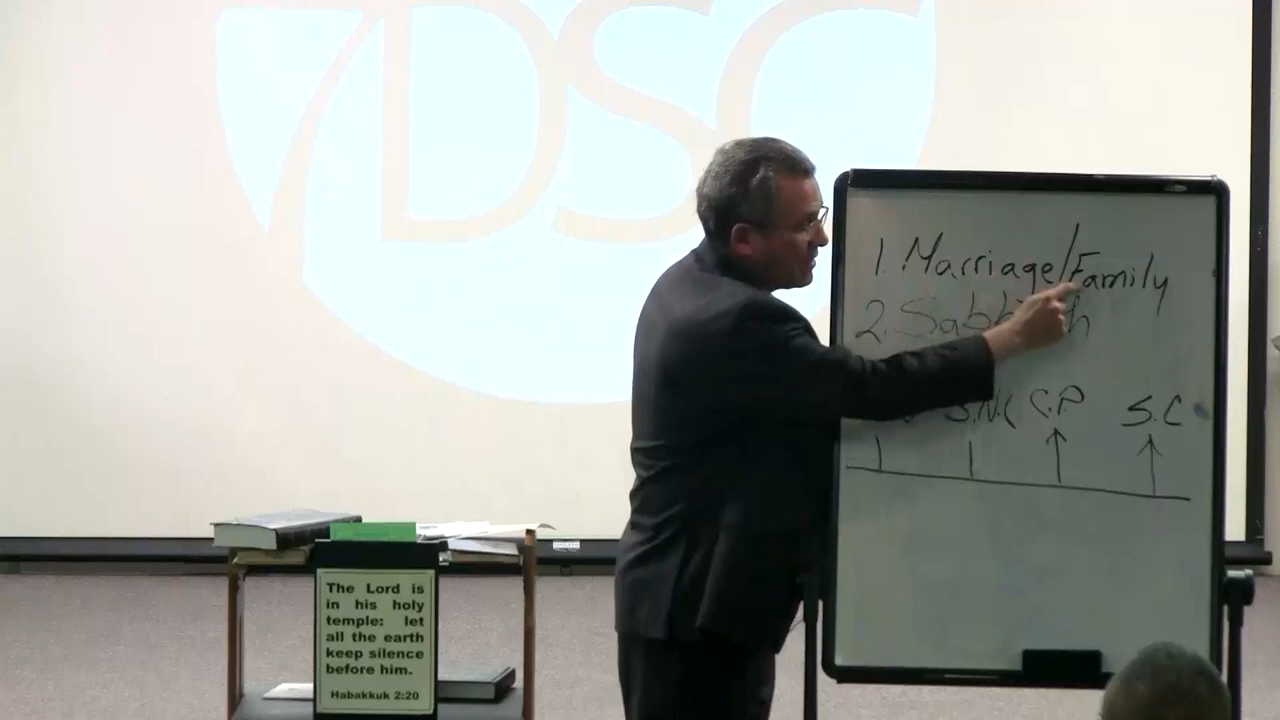 DSC
1. Marriage/Family
2. Sabbath
S.N.C C.P S.C
The Lord is
in his holy
temple: let
all the earth
keep silence
before him.
Habakkuk 2:20